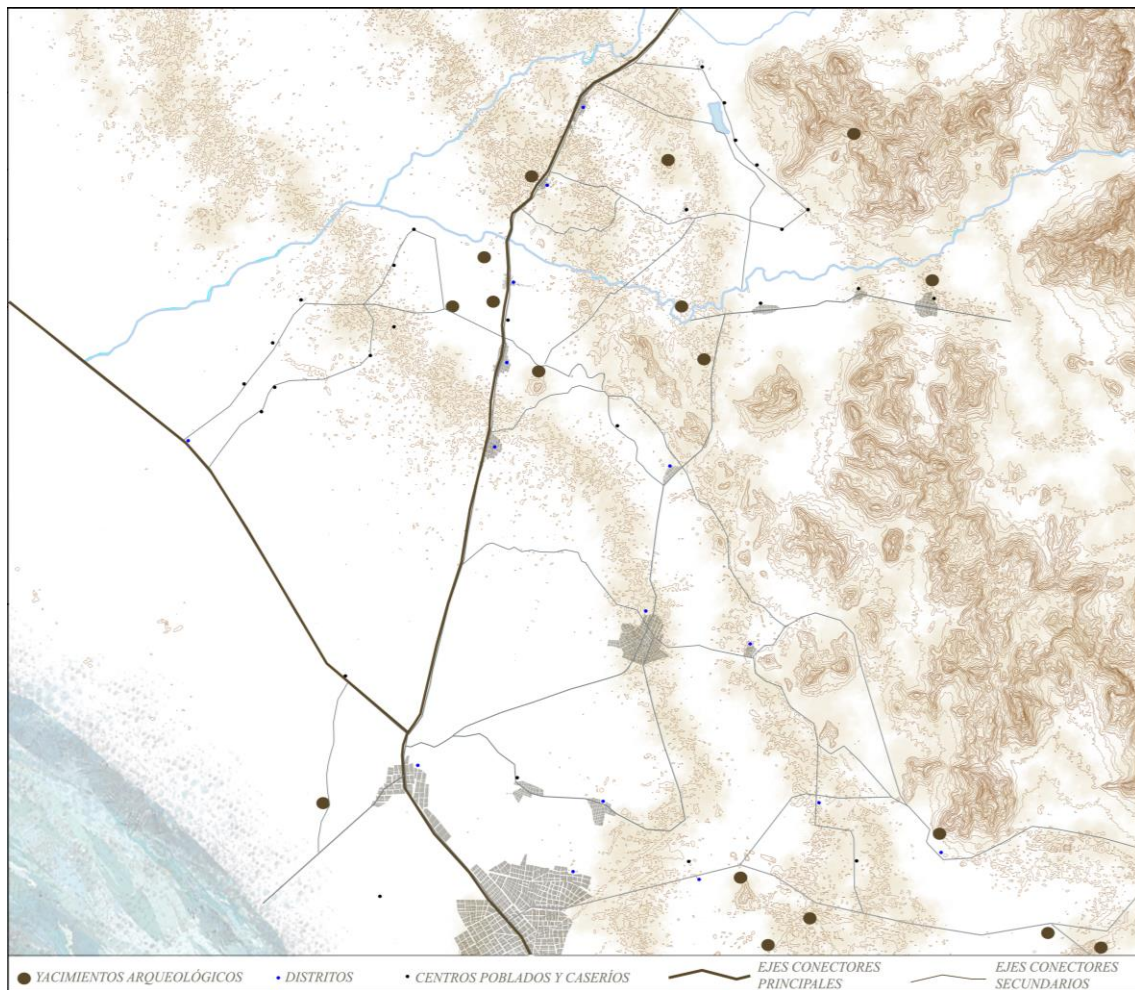 YACIMIENTOS ARQUEOLÓGICOS
DISTRITOS
CENTROS POBLADOS Y CASERÍOS
EJES CONECTORES
PRINCIPALES
EJES CONECTORES
SECUNDARIOS